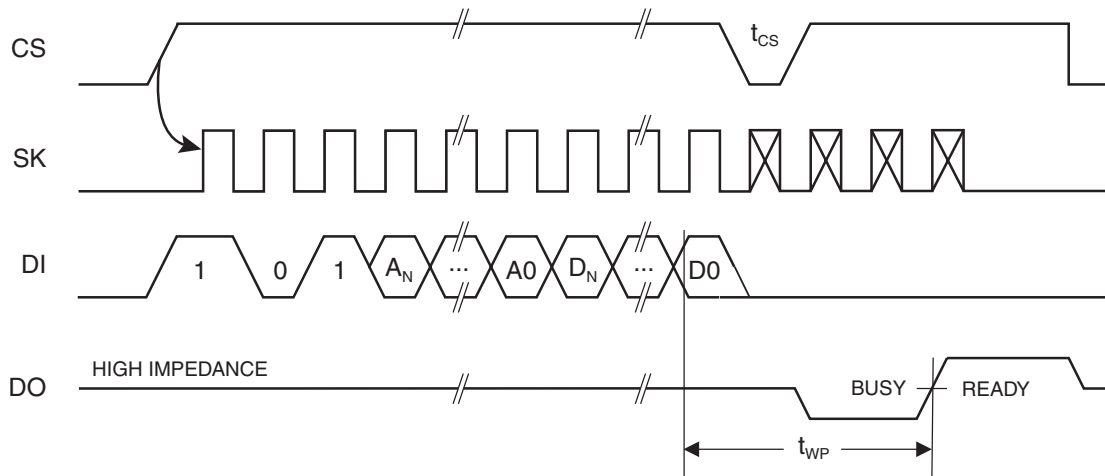 CS
t_CS
SK
DI
1 0 1 A_N ... A0 D_N ... D0
HIGH IMPEDANCE
DO
BUSY READY
t_WP